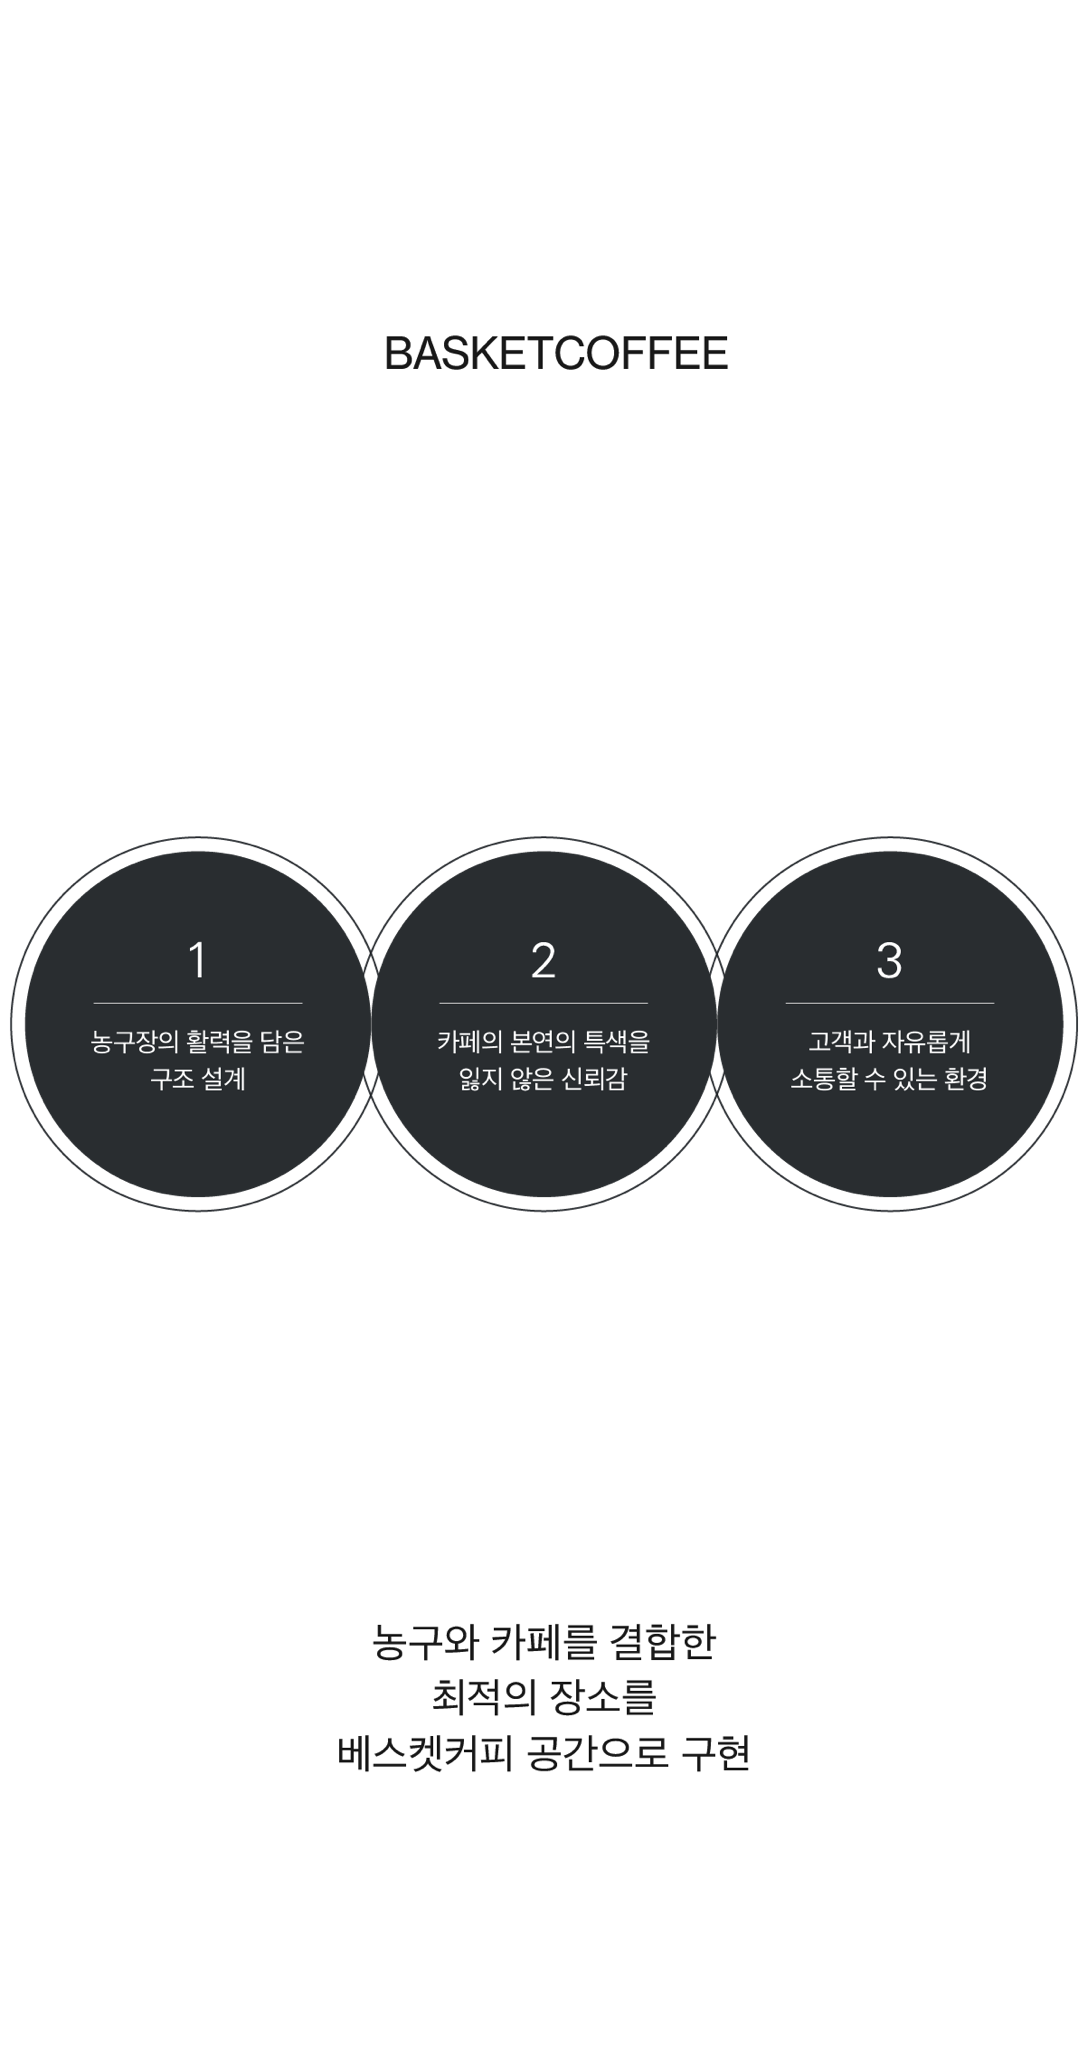 BASKETCOFFEE
1
농구장의 활력을 담은
구조 설계
2
카페의 본연의 특색을
잃지 않은 신뢰감
3
고객과 자유롭게
소통할 수 있는 환경
농구와 카페를 결합한
최적의 장소를
베스켓커피 공간으로 구현